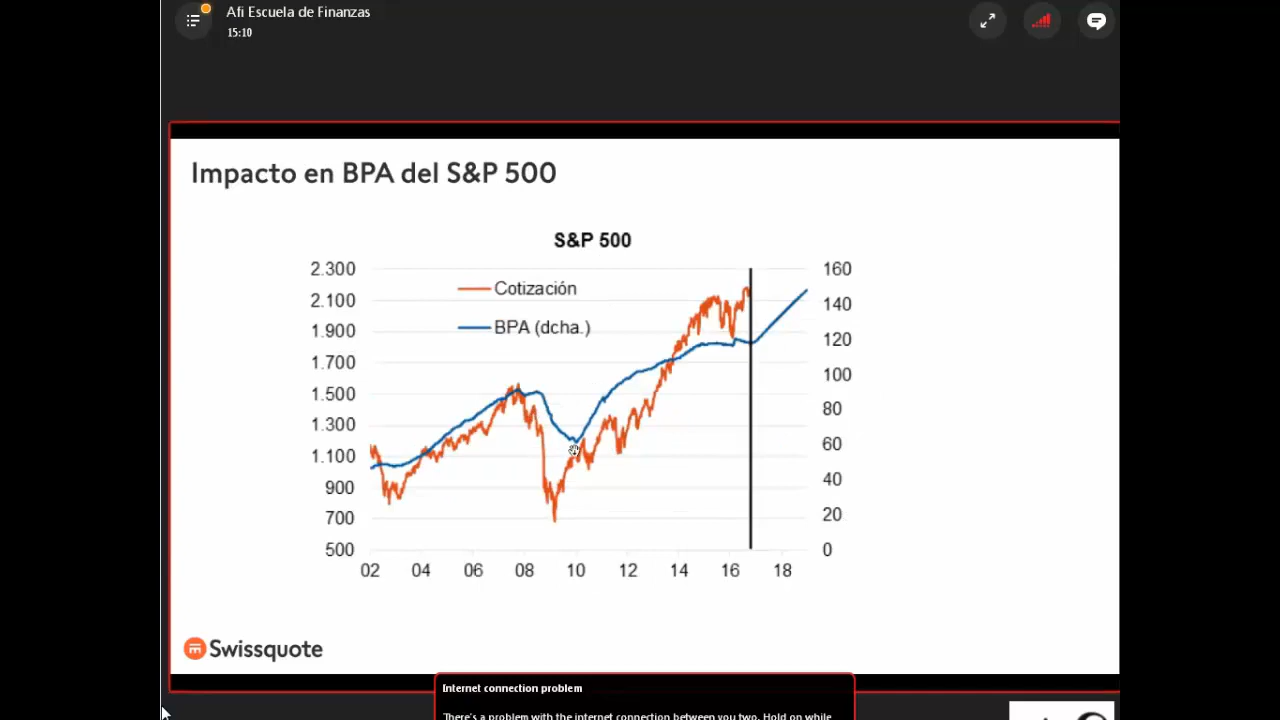 Afi Escuela de Finanzas
15:10
Impacto en BPA del S&P 500
S&P 500
2.300
2.100
1.900
1.700
1.500
1.300
1.100
900
700
500
Cotización
BPA (dcha.)
160
140
120
100
80
60
40
20
0
02 04 06 08 10 12 14 16 18
Swissquote
Internet connection problem
There's a problem with the internet connection between you two. Hold on while